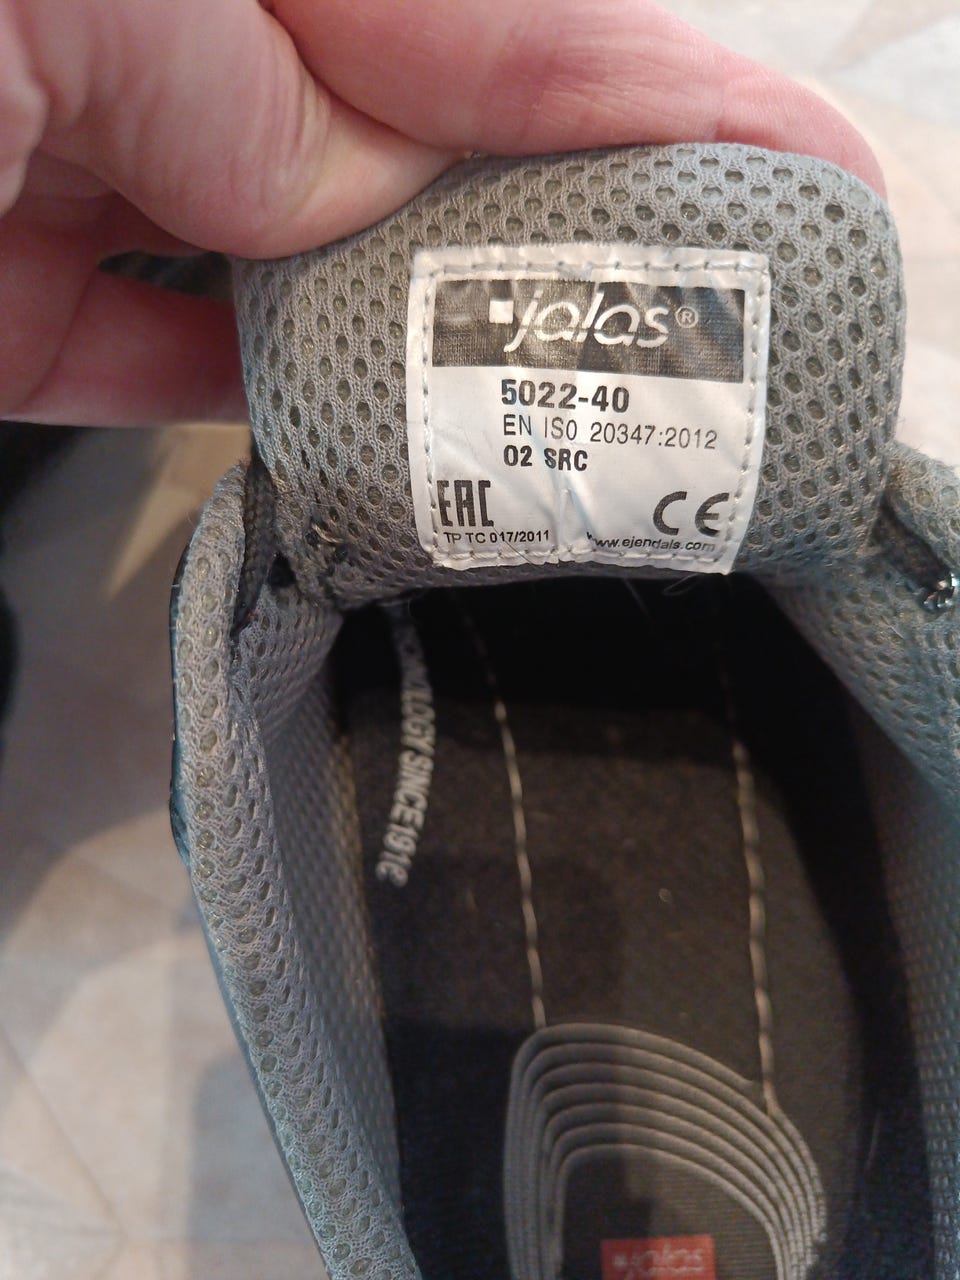 jalas®
5022-40
EN ISO 20347:2012
O2 SRC
EAC
CE
TP TC 017/2011
www.ejendals.com
SINCE 191
jalas